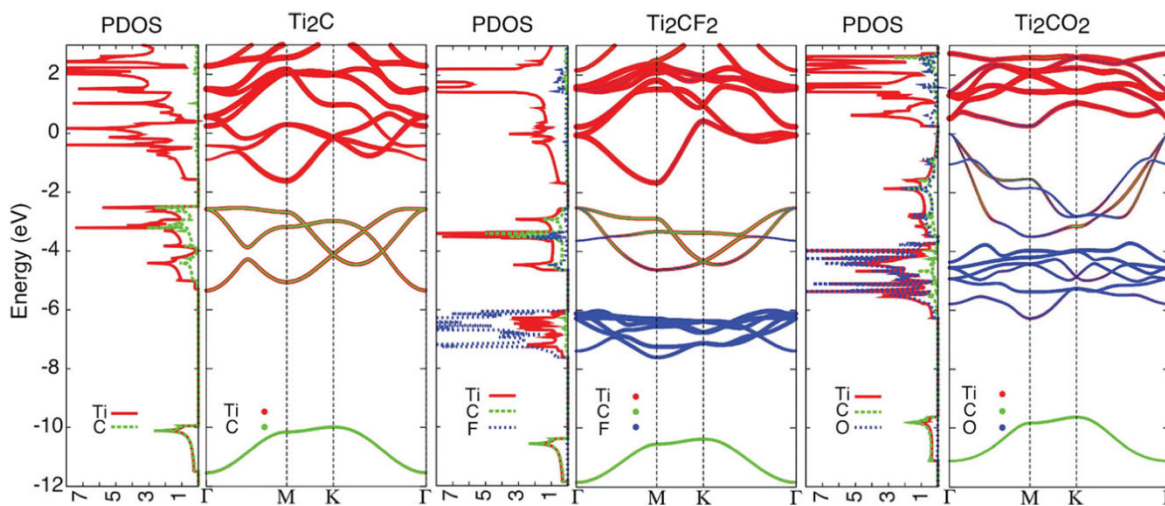 PDOS Ti₂C PDOS Ti₂CF₂ PDOS Ti₂CO₂
Energy (eV)
2
0
-2
-4
-6
-8
-10
-12
Ti
C
Ti
C
Ti
C
F
Ti
C
F
Ti
C
O
Ti
C
O
7 5 3 1 Γ M K Γ 7 5 3 1 Γ M K Γ 7 5 3 1 Γ M K Γ